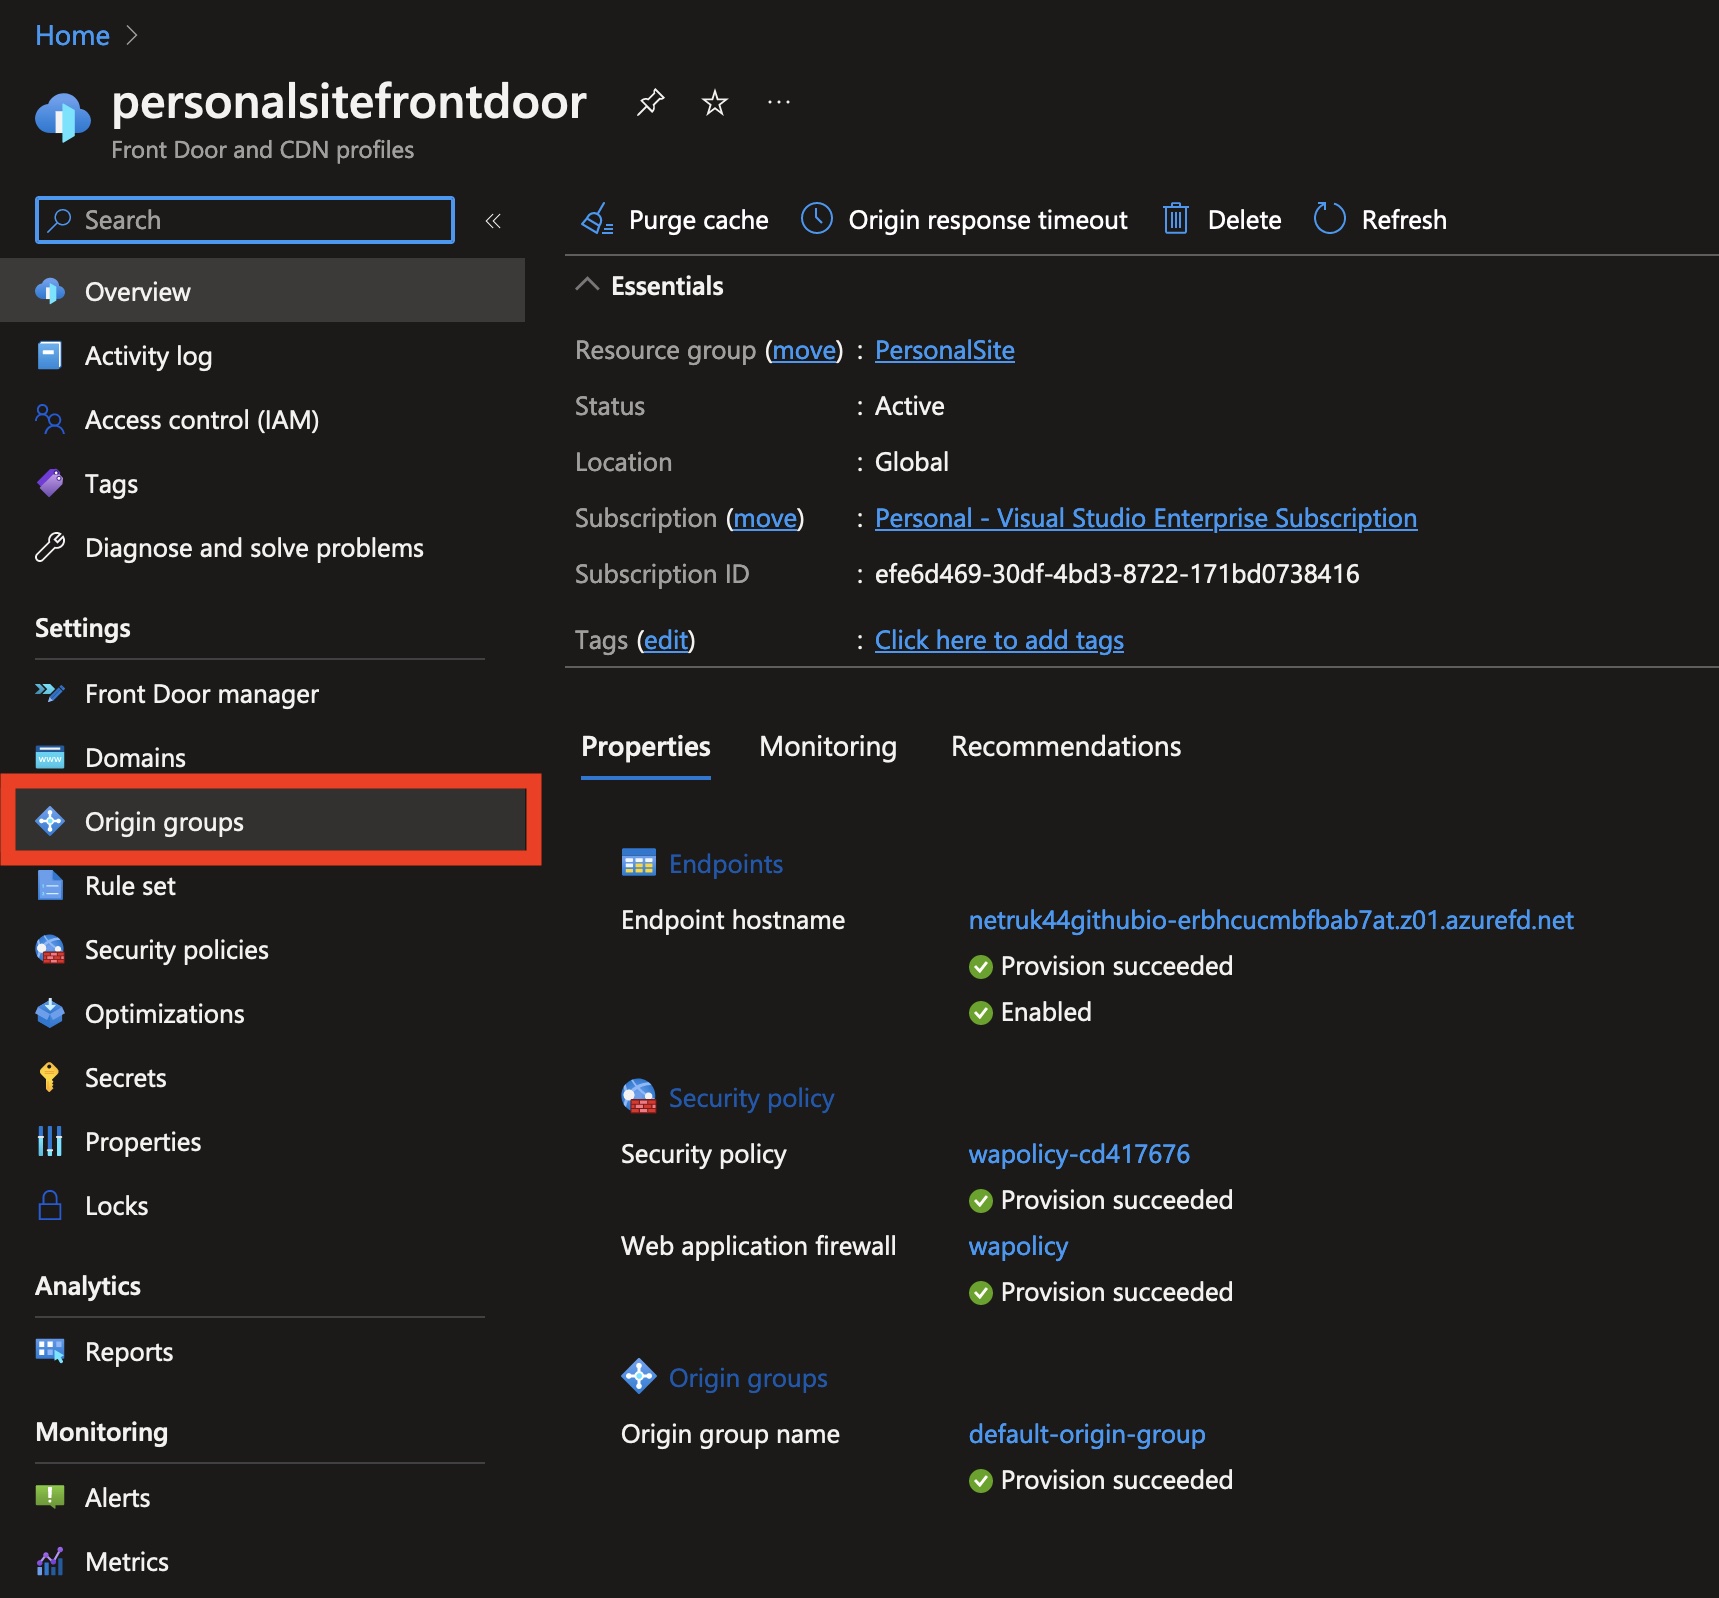 Home
personalsitefrontdoor
Front Door and CDN profiles
Search
Overview
Activity log
Access control (IAM)
Tags
Diagnose and solve problems
Settings
Front Door manager
Domains
Origin groups
Rule set
Security policies
Optimizations
Secrets
Properties
Locks
Analytics
Reports
Monitoring
Alerts
Metrics
Purge cache Origin response timeout Delete Refresh
Essentials
Resource group (move) : PersonalSite
Status : Active
Location : Global
Subscription (move) : Personal - Visual Studio Enterprise Subscription
Subscription ID : efe6d469-30df-4bd3-8722-171bd0738416
Tags (edit) : Click here to add tags
Properties Monitoring Recommendations
Endpoints
Endpoint hostname netruk44githubio-erbhcucmbfbab7at.z01.azurefd.net
Provision succeeded
Enabled
Security policy
Security policy wapolicy-cd417676
Provision succeeded
Web application firewall wapolicy
Provision succeeded
Origin groups
Origin group name default-origin-group
Provision succeeded